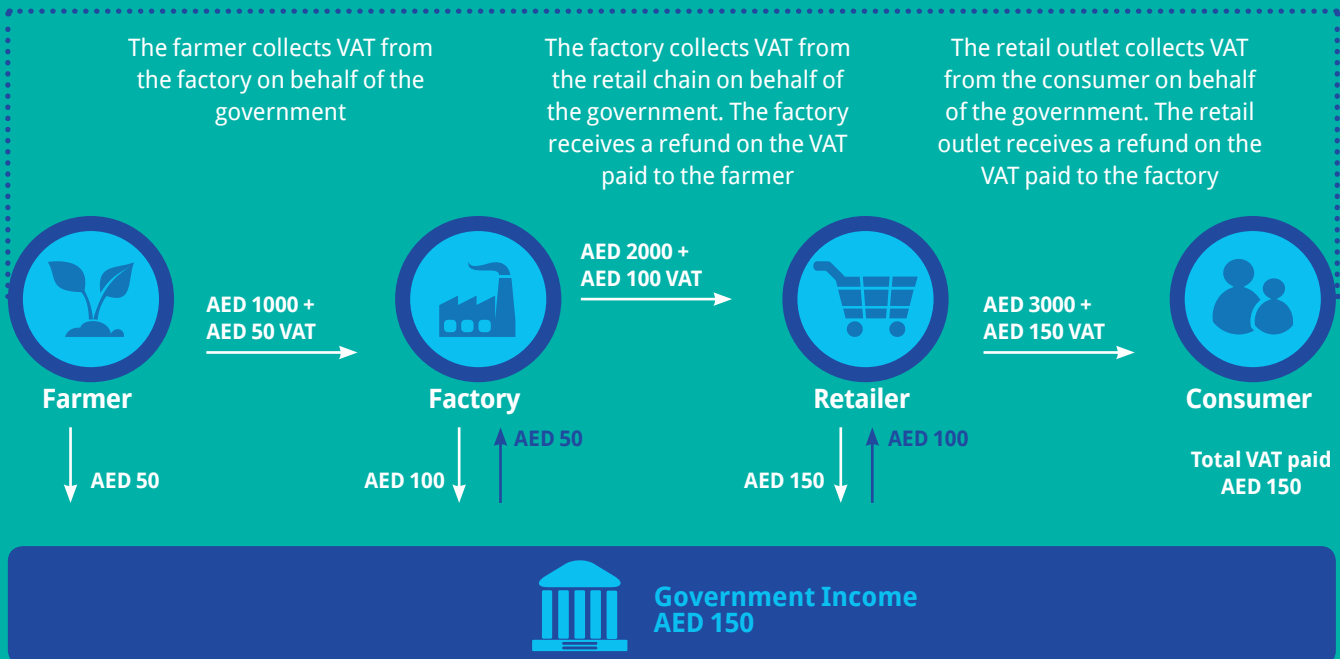 The farmer collects VAT from
the factory on behalf of the
government
The factory collects VAT from
the retail chain on behalf of
the government. The factory
receives a refund on the VAT
paid to the farmer
The retail outlet collects VAT
from the consumer on behalf
of the government. The retail
outlet receives a refund on the
VAT paid to the factory
AED 1000 +
AED 50 VAT
AED 2000 +
AED 100 VAT
AED 3000 +
AED 150 VAT
Farmer
Factory
Retailer
Consumer
AED 50
AED 100
AED 50
AED 150
AED 100
Total VAT paid
AED 150
Government Income
AED 150